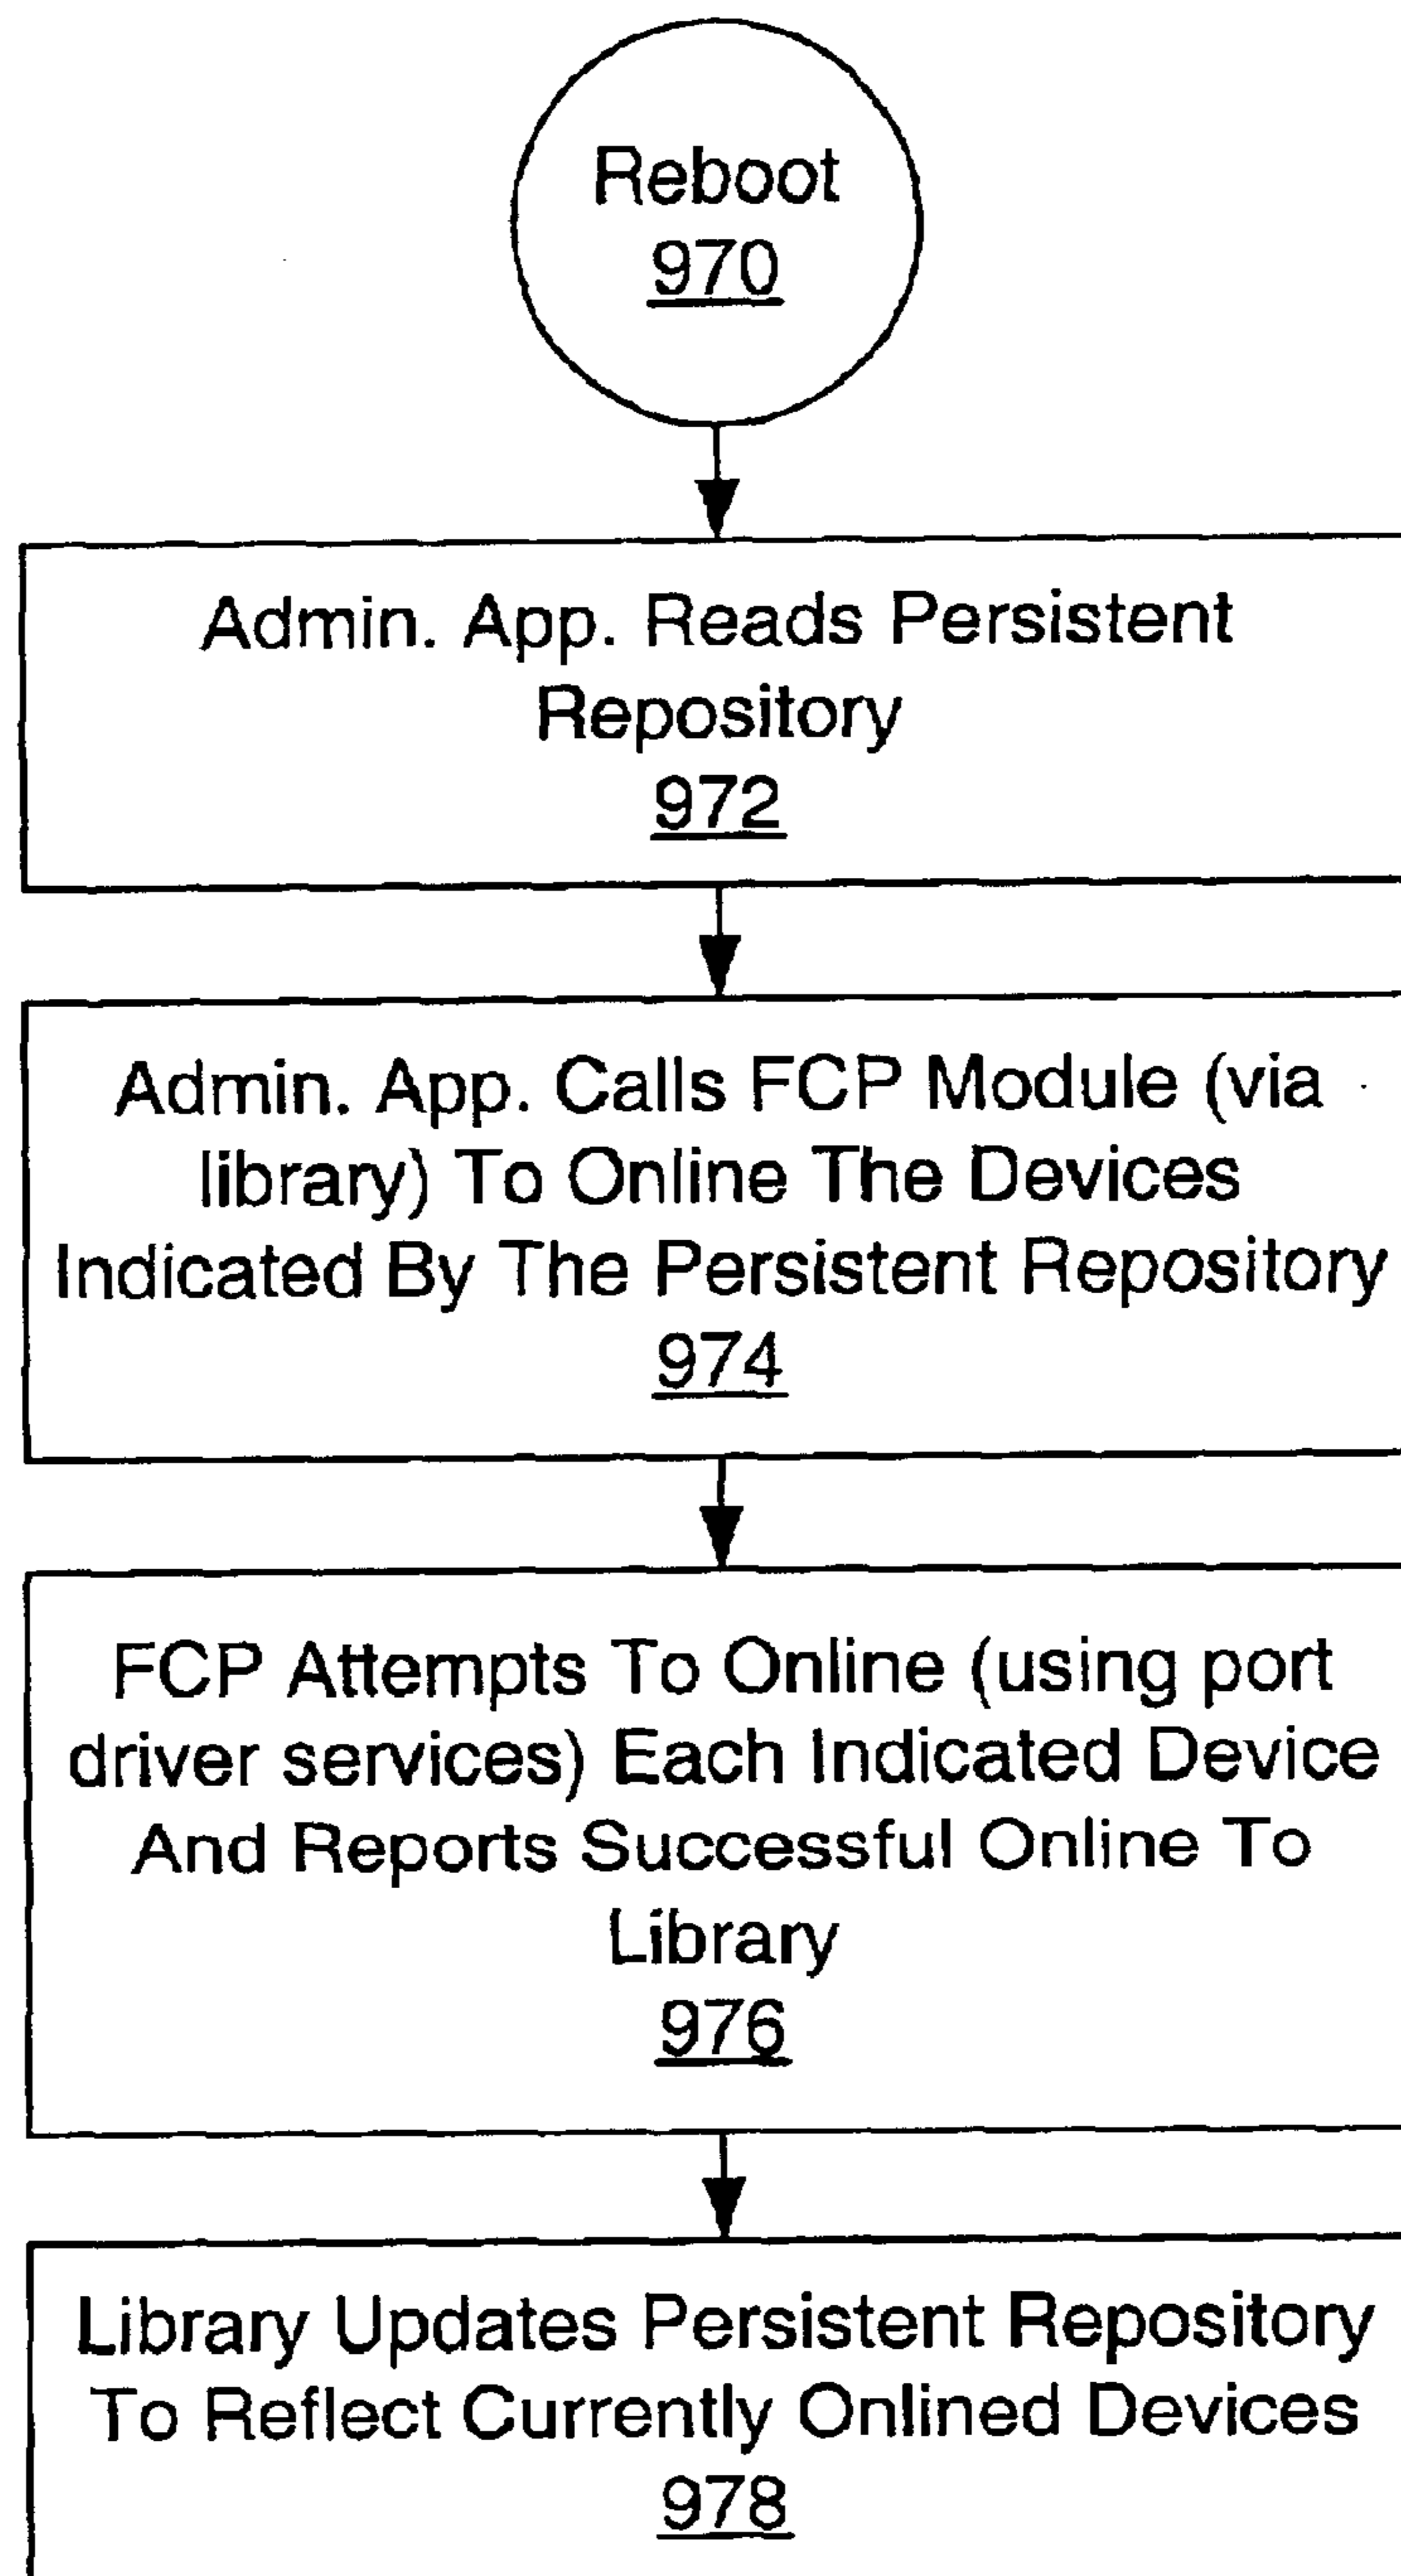 Reboot
970
Admin. App. Reads Persistent
Repository
972
Admin. App. Calls FCP Module (via
library) To Online The Devices
Indicated By The Persistent Repository
974
FCP Attempts To Online (using port
driver services) Each Indicated Device
And Reports Successful Online To
Library
976
Library Updates Persistent Repository
To Reflect Currently Onlined Devices
978